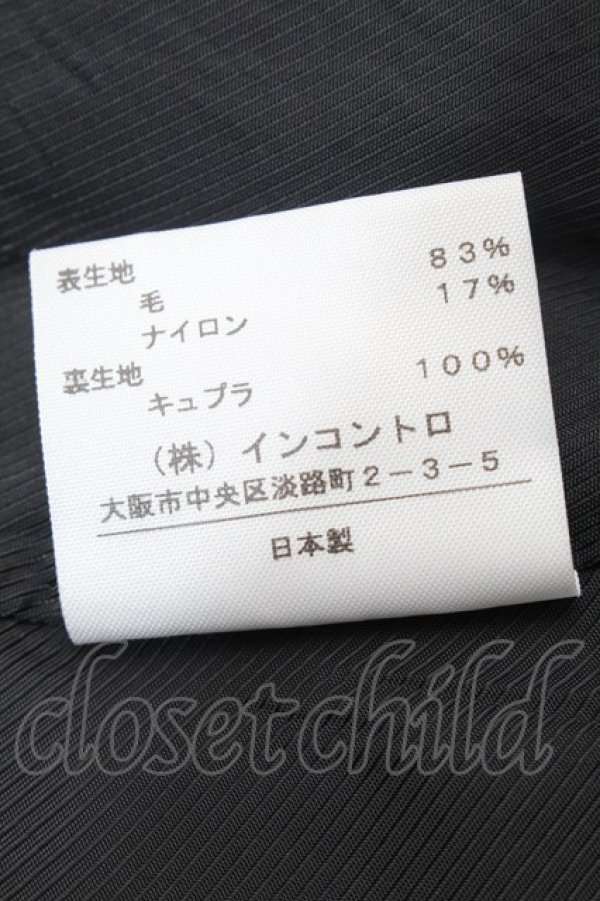 表生地
毛 83%
ナイロン 17%
裏生地
キュプラ 100%
（株）インコントロ
大阪市中央区淡路町2－3－5
日本製
closetchild